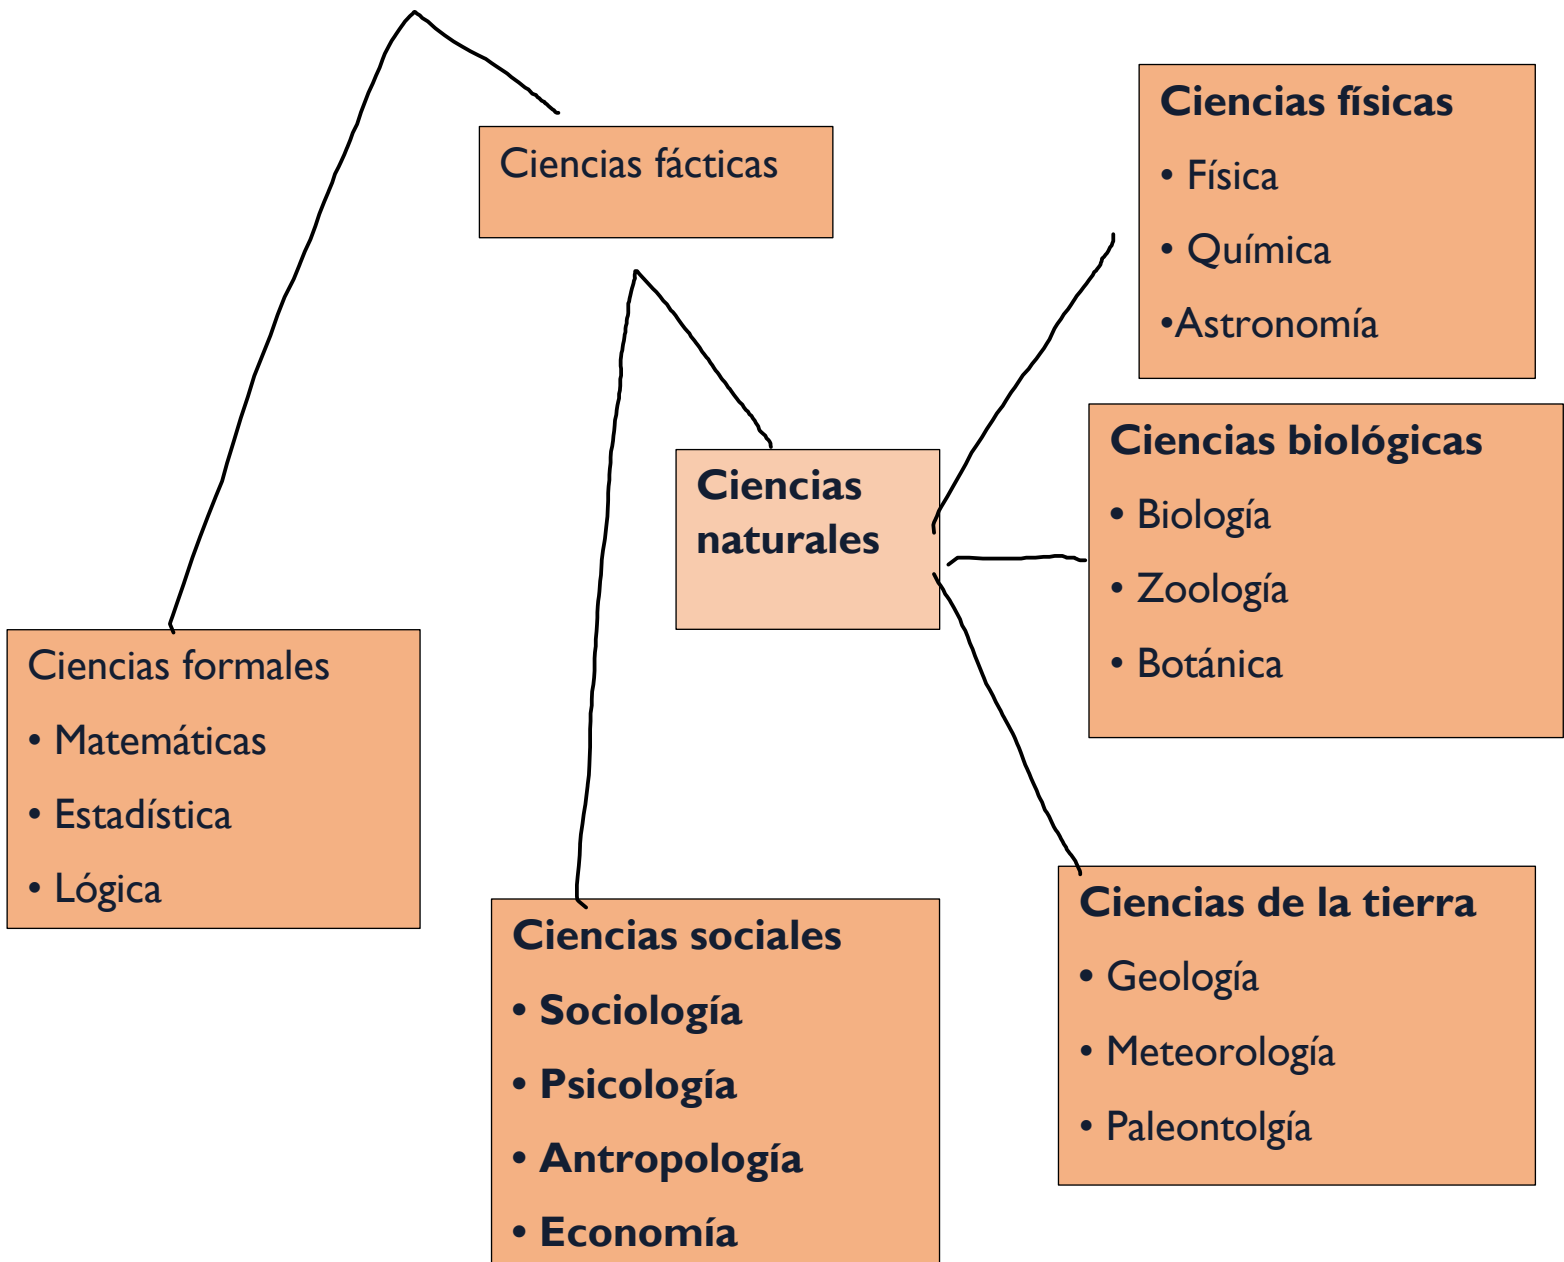 Ciencias fácticas
Ciencias físicas
• Física
• Química
•Astronomía
Ciencias biológicas
• Biología
• Zoología
• Botánica
Ciencias
naturales
Ciencias formales
• Matemáticas
• Estadística
• Lógica
Ciencias sociales
• Sociología
• Psicología
• Antropología
• Economía
Ciencias de la tierra
• Geología
• Meteorología
• Paleontolgía